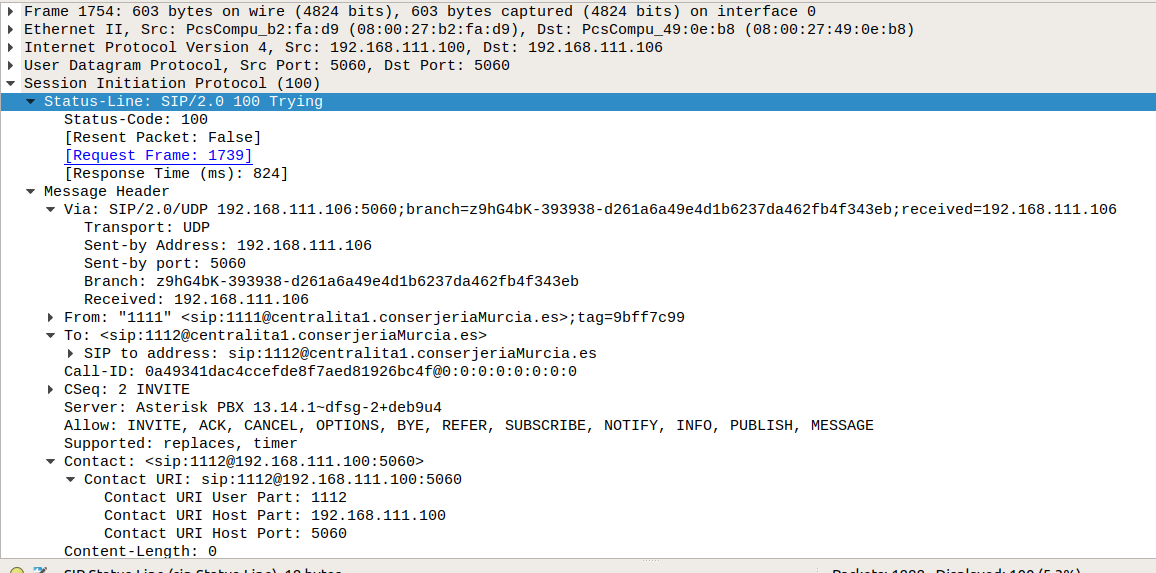 Frame 1754: 603 bytes on wire (4824 bits), 603 bytes captured (4824 bits) on interface 0
Ethernet II, Src: PcsCompu_b2:fa:d9 (08:00:27:b2:fa:d9), Dst: PcsCompu_49:0e:b8 (08:00:27:49:0e:b8)
Internet Protocol Version 4, Src: 192.168.111.100, Dst: 192.168.111.106
User Datagram Protocol, Src Port: 5060, Dst Port: 5060
Session Initiation Protocol (100)
Status-Line: SIP/2.0 100 Trying
Status-Code: 100
[Resent Packet: False]
[Request Frame: 1739]
[Response Time (ms): 824]
Message Header
Via: SIP/2.0/UDP 192.168.111.106:5060;branch=z9hG4bK-393938-d261a6a49e4d1b6237da462fb4f343eb;received=192.168.111.106
Transport: UDP
Sent-by Address: 192.168.111.106
Sent-by port: 5060
Branch: z9hG4bK-393938-d261a6a49e4d1b6237da462fb4f343eb
Received: 192.168.111.106
From: "1111" <sip:1111@centralita1.conserjeriaMurcia.es>;tag=9bff7c99
To: <sip:1112@centralita1.conserjeriaMurcia.es>
SIP to address: sip:1112@centralita1.conserjeriaMurcia.es
Call-ID: 0a49341dac4ccefde8f7aed81926bc4f@0:0:0:0:0:0:0:0
CSeq: 2 INVITE
Server: Asterisk PBX 13.14.1~dfsg-2+deb9u4
Allow: INVITE, ACK, CANCEL, OPTIONS, BYE, REFER, SUBSCRIBE, NOTIFY, INFO, PUBLISH, MESSAGE
Supported: replaces, timer
Contact: <sip:1112@192.168.111.100:5060>
Contact URI: sip:1112@192.168.111.100:5060
Contact URI User Part: 1112
Contact URI Host Part: 192.168.111.100
Contact URI Host Port: 5060
Content-Length: 0